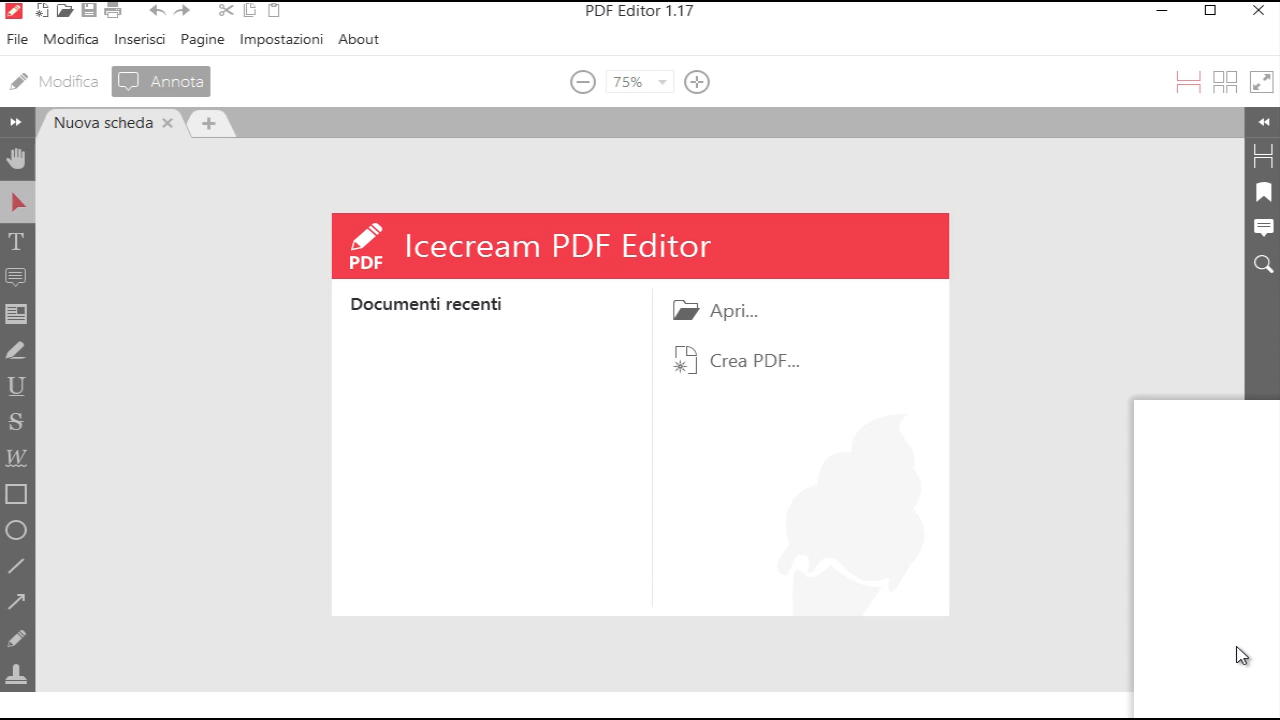 PDF Editor 1.17
File Modifica Inserisci Pagine Impostazioni About
Modifica Annota 75%
Nuova scheda
PDF Icecream PDF Editor
Documenti recenti
Apri...
Crea PDF...
T
U
S
W